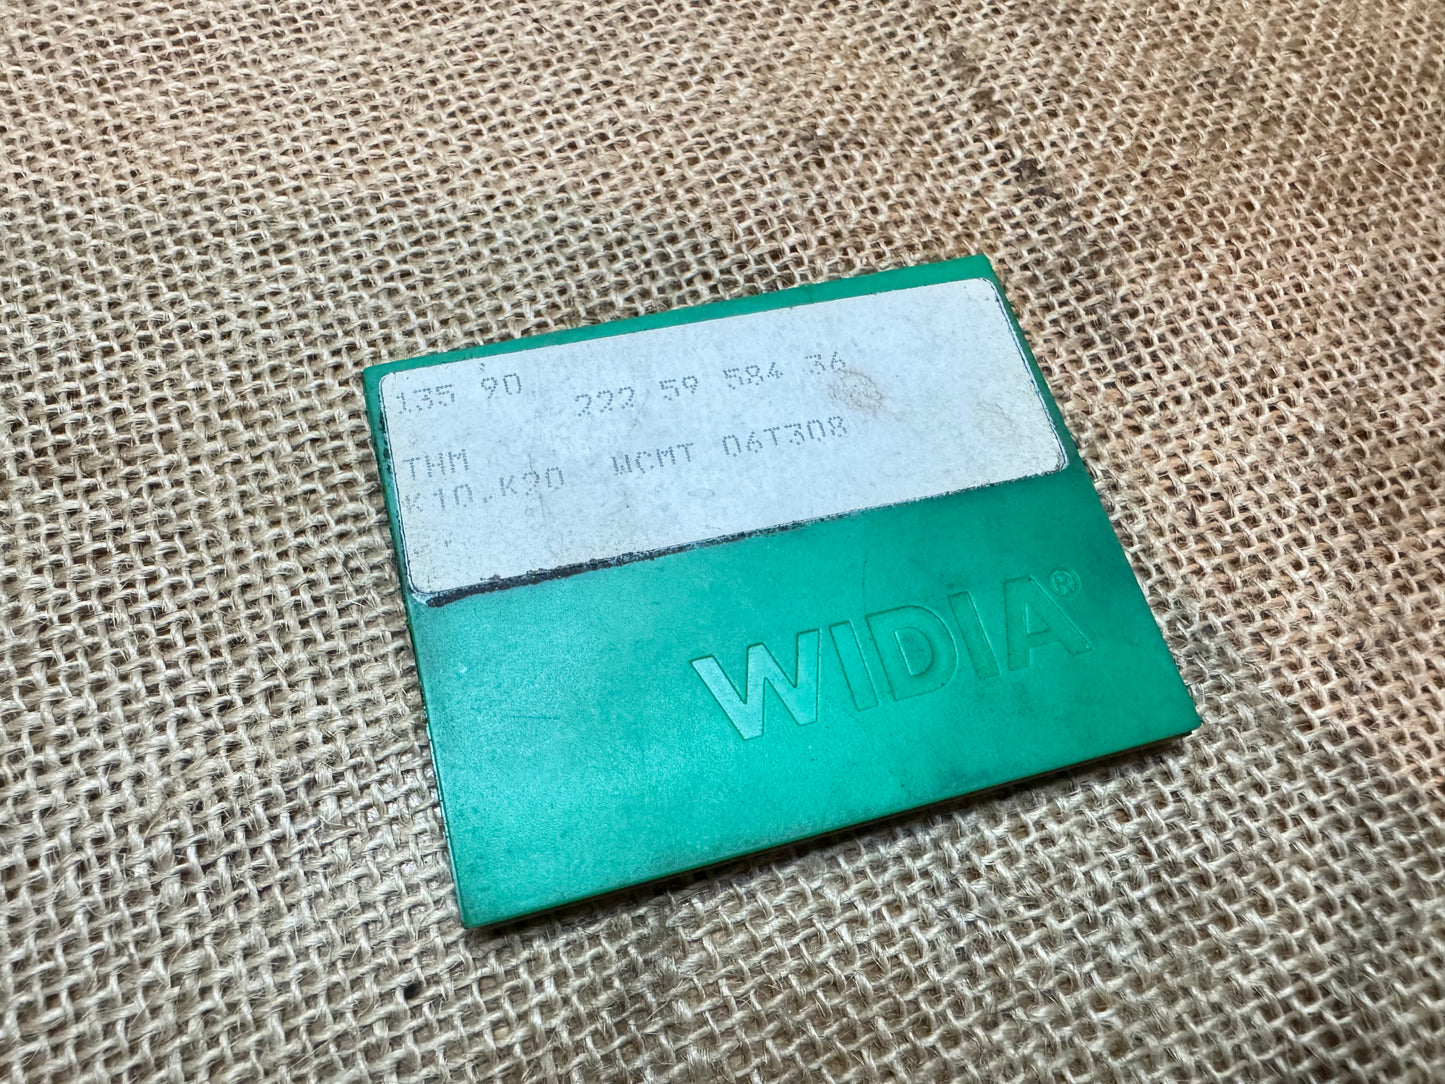 135 90 222 59 584 36
THM
K10.K20 WCMT 06T308
WIDIA®